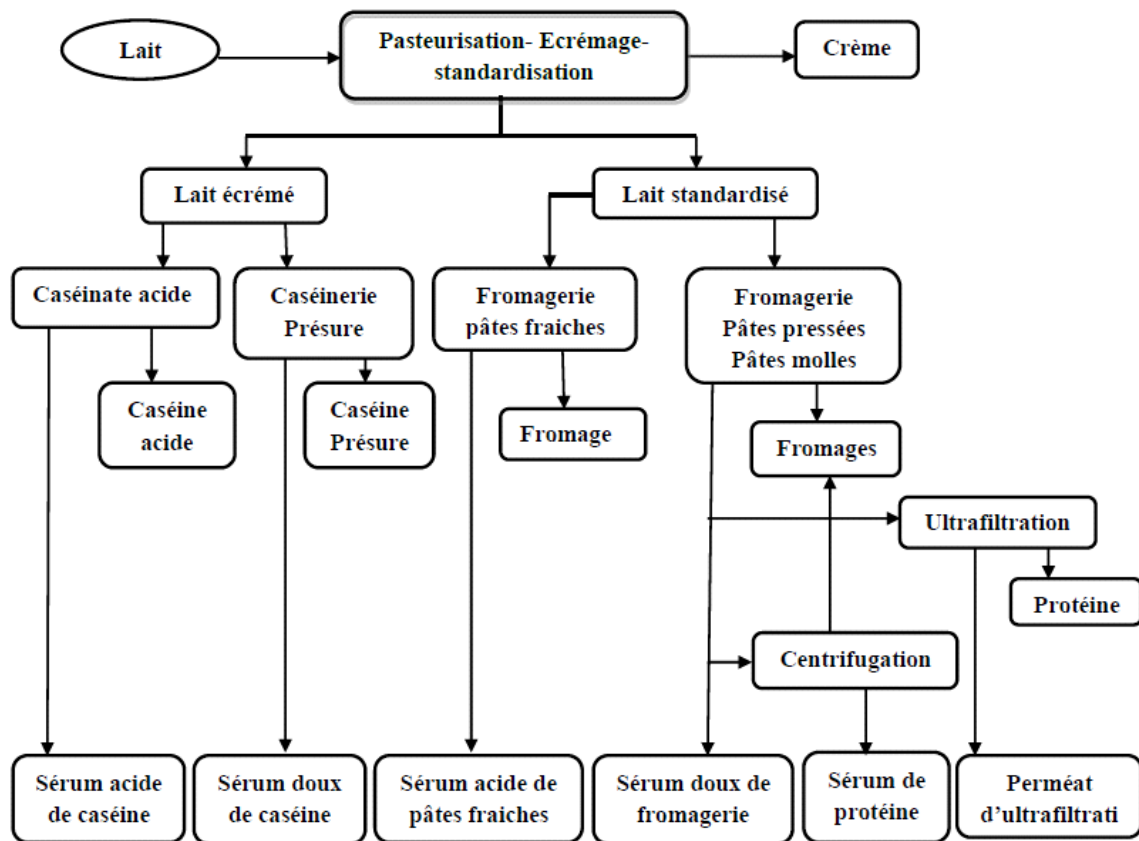 Lait
Pasteurisation- Ecrémage-
standardisation
Crème
Lait écrémé
Lait standardisé
Caséinate acide
Caséinerie
Présure
Fromagerie
pâtes fraiches
Fromagerie
Pâtes pressées
Pâtes molles
Caséine
acide
Caséine
Présure
Fromage
Fromages
Ultrafiltration
Protéine
Centrifugation
Sérum acide
de caséine
Sérum doux
de caséine
Sérum acide de
pâtes fraiches
Sérum doux de
fromagerie
Sérum de
protéine
Perméat
d'ultrafiltrati